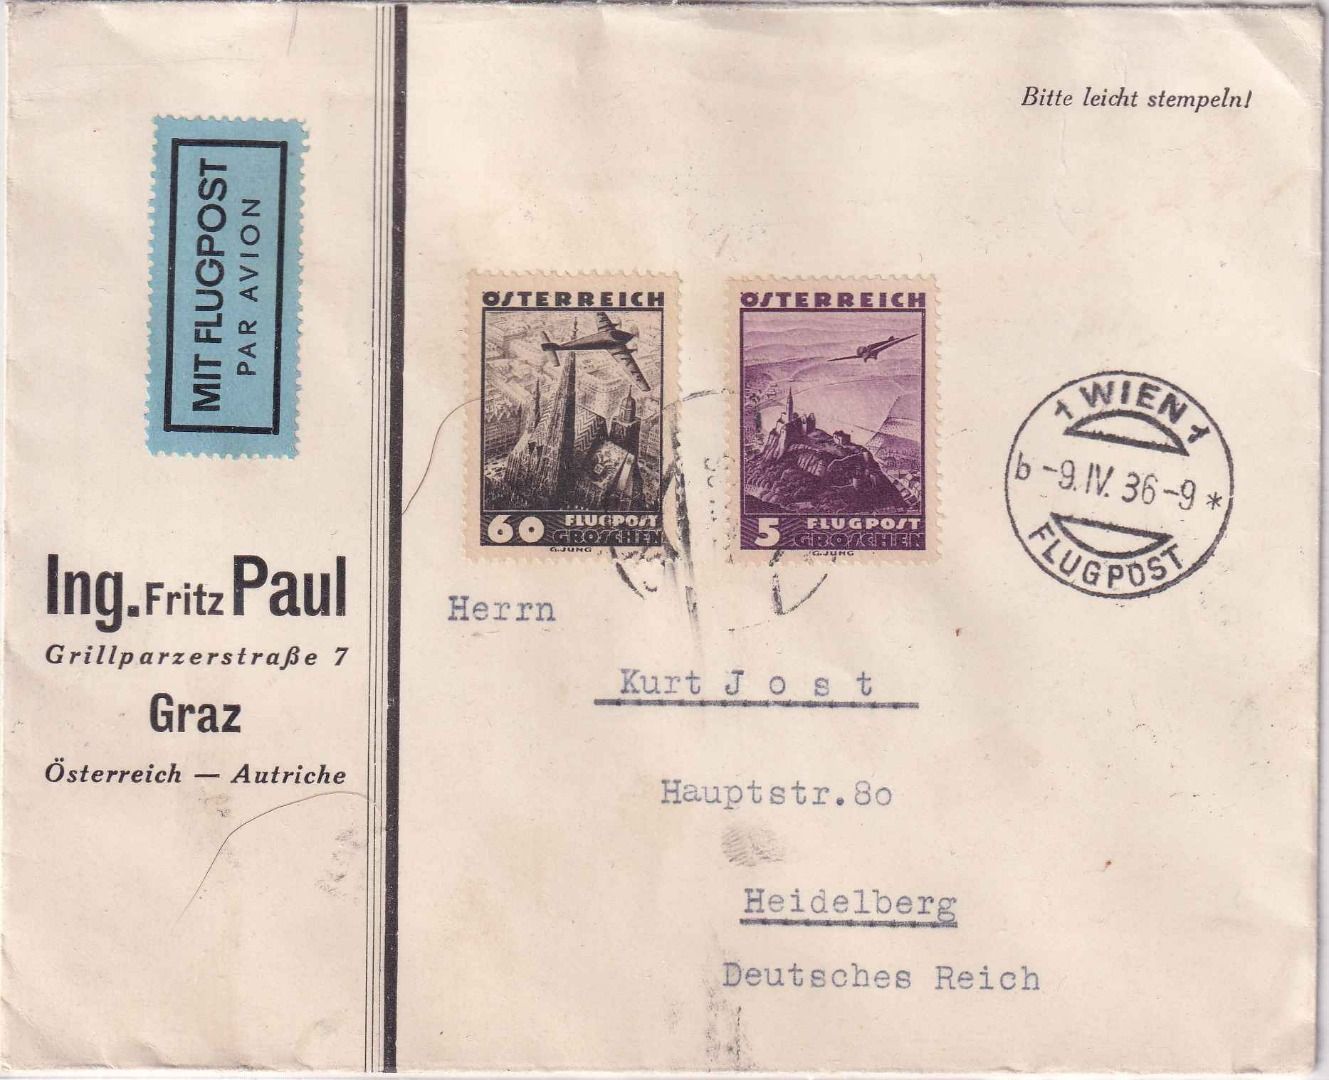 Bitte leicht stempeln!
MIT FLUGPOST
PAR AVION
ÖSTERREICH
60 FLUGPOST
GROSCHEN
G. JUNG
ÖSTERREICH
5 FLUGPOST
GROSCHEN
G. JUNG
1 WIEN 1
b -9.IV.36-9 *
FLUGPOST
Ing. Fritz Paul
Grillparzerstraße 7
Graz
Österreich — Autriche
Herrn
Kurt Jost
Hauptstr.80
Heidelberg
Deutsches Reich